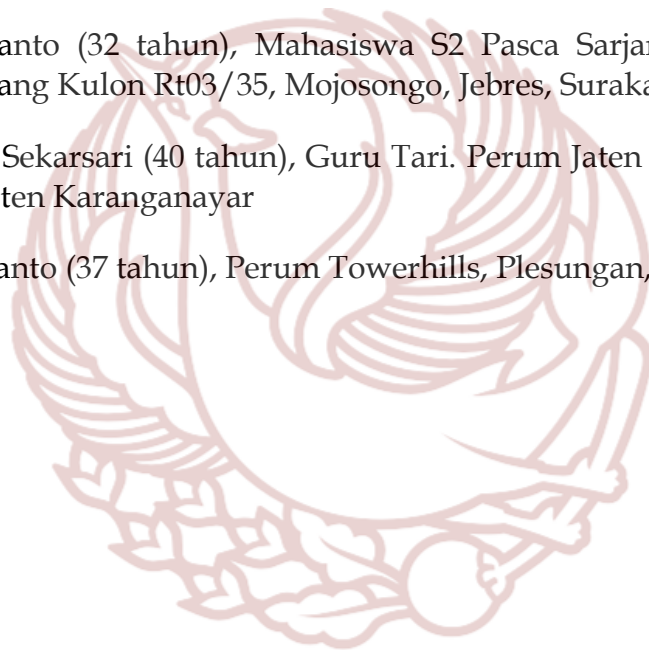 anto (32 tahun), Mahasiswa S2 Pasca Sarjan
ang Kulon Rt03/35, Mojosongo, Jebres, Suraka
Sekarsari (40 tahun), Guru Tari. Perum Jaten
ten Karanganayar
anto (37 tahun), Perum Towerhills, Plesungan,